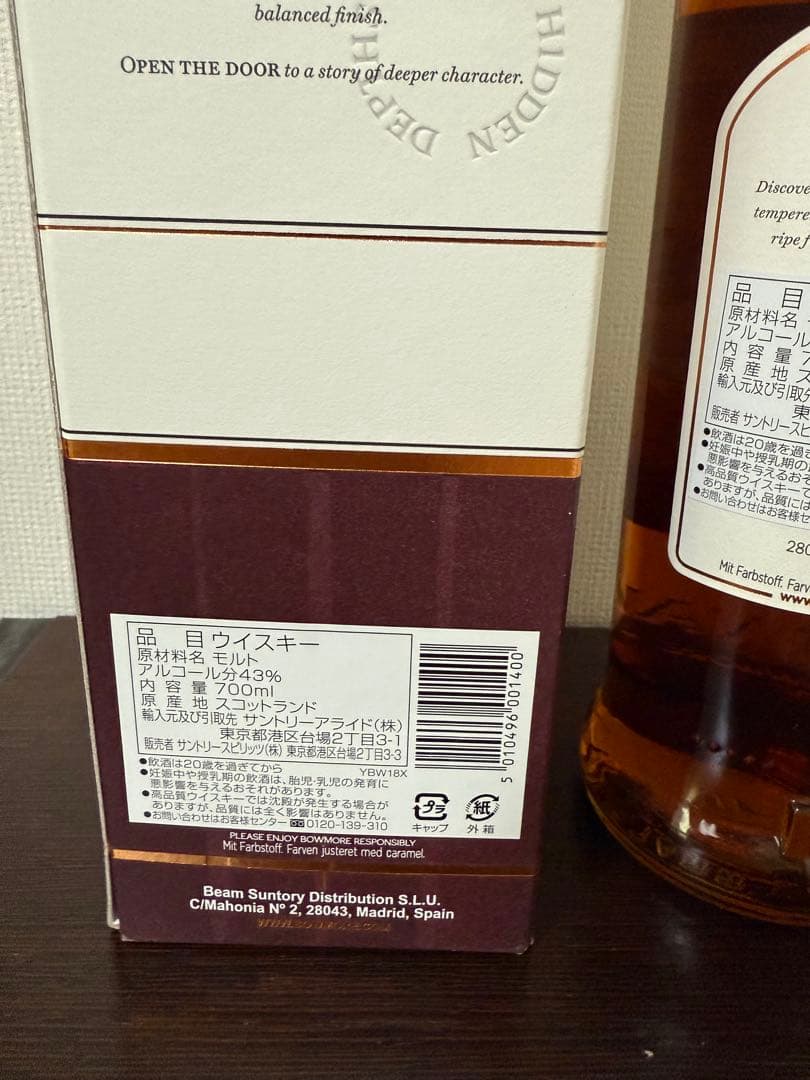 balanced finish.
OPEN THE DOOR to a story of deeper character.
HIDDEN DEPTH
品 目 ウイスキー
原材料名 モルト
アルコール分43%
内 容 量 700ml
原 産 地 スコットランド
輸入元及び引取先 サントリーアライド(株)
東京都港区台場2丁目3-1
販売者 サントリースピリッツ(株) 東京都港区台場2丁目3-3
●飲酒は20歳を過ぎてから
YBW18X
●妊娠中や授乳期の飲酒は、胎児・乳児の発育に
悪影響を与えるおそれがあります。
●高品質ウイスキーでは沈殿が発生する場合が
ありますが、品質には全く影響はありません。
●お問い合わせはお客様センター 0120-139-310
5 010496 001400
プラ
キャップ
紙
外 箱
PLEASE ENJOY BOWMORE RESPONSIBLY
Mit Farbstoff. Farven justeret med caramel.
Beam Suntory Distribution S.L.U.
C/Mahonia Nº 2, 28043, Madrid, Spain
WWW.BOWMORE.COM
Discove
tempere
ripe f
品 目
原材料名
アルコール
内 容 量
原 産 地 ス
輸入元及び引取先
東
販売者 サントリースピ
●飲酒は20歳を過ぎ
●妊娠中や授乳期の
悪影響を与えるおそ
●高品質ウイスキーで
ありますが、品質には
●お問い合わせはお客様セ
280
Mit Farbstoff. Farv
www